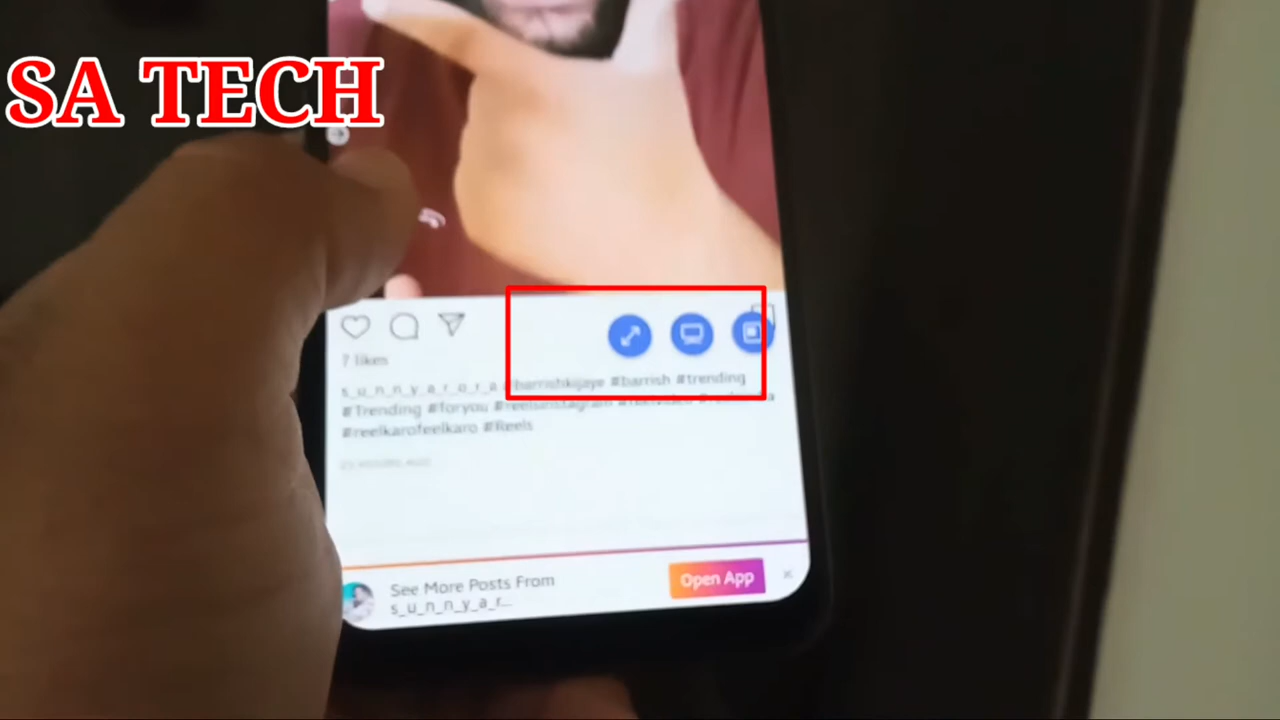 SA TECH
7 likes
s_u_n_n_y_a_r_o_r_a #barrishkijaye #barrish #trending
#Trending #foryou #reelsinstagram
#reelkarofeelkaro #Reels
See More Posts From
s_u_n_n_y_a_r...
Open App